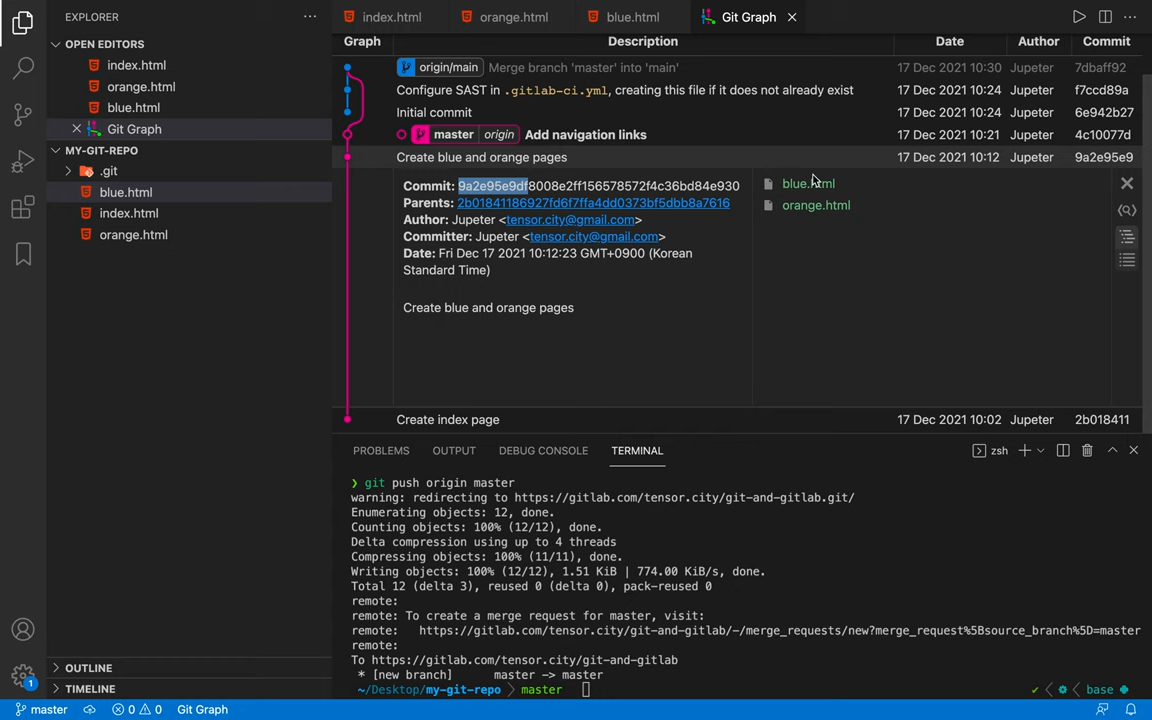 EXPLORER
index.html
orange.html
blue.html
Git Graph
OPEN EDITORS
index.html
orange.html
blue.html
Git Graph
MY-GIT-REPO
.git
blue.html
index.html
orange.html
OUTLINE
TIMELINE
Graph Description Date Author Commit
origin/main Merge branch 'master' into 'main' 17 Dec 2021 10:30 Jupeter 7dbaff92
Configure SAST in .gitlab-ci.yml, creating this file if it does not already exist 17 Dec 2021 10:24 Jupeter f7ccd89a
Initial commit 17 Dec 2021 10:24 Jupeter 6e942b27
master origin Add navigation links 17 Dec 2021 10:21 Jupeter 4c10077d
Create blue and orange pages 17 Dec 2021 10:12 Jupeter 9a2e95e9
Commit: 9a2e95e9df8008e2ff156578572f4c36bd84e930
Parents: 2b01841186927fd6f7ffa4dd0373bf5dbb8a7616
Author: Jupeter <tensor.city@gmail.com>
Committer: Jupeter <tensor.city@gmail.com>
Date: Fri Dec 17 2021 10:12:23 GMT+0900 (Korean
Standard Time)
Create blue and orange pages
blue.html
orange.html
Create index page 17 Dec 2021 10:02 Jupeter 2b018411
PROBLEMS OUTPUT DEBUG CONSOLE TERMINAL
zsh
❯ git push origin master
warning: redirecting to https://gitlab.com/tensor.city/git-and-gitlab.git/
Enumerating objects: 12, done.
Counting objects: 100% (12/12), done.
Delta compression using up to 4 threads
Compressing objects: 100% (11/11), done.
Writing objects: 100% (12/12), 1.51 KiB | 774.00 KiB/s, done.
Total 12 (delta 3), reused 0 (delta 0), pack-reused 0
remote:
remote: To create a merge request for master, visit:
remote:   https://gitlab.com/tensor.city/git-and-gitlab/-/merge_requests/new?merge_request%5Bsource_branch%5D=master
remote:
To https://gitlab.com/tensor.city/git-and-gitlab
* [new branch]      master -> master
~/Desktop/my-git-repo master base
1
master 0 0 Git Graph